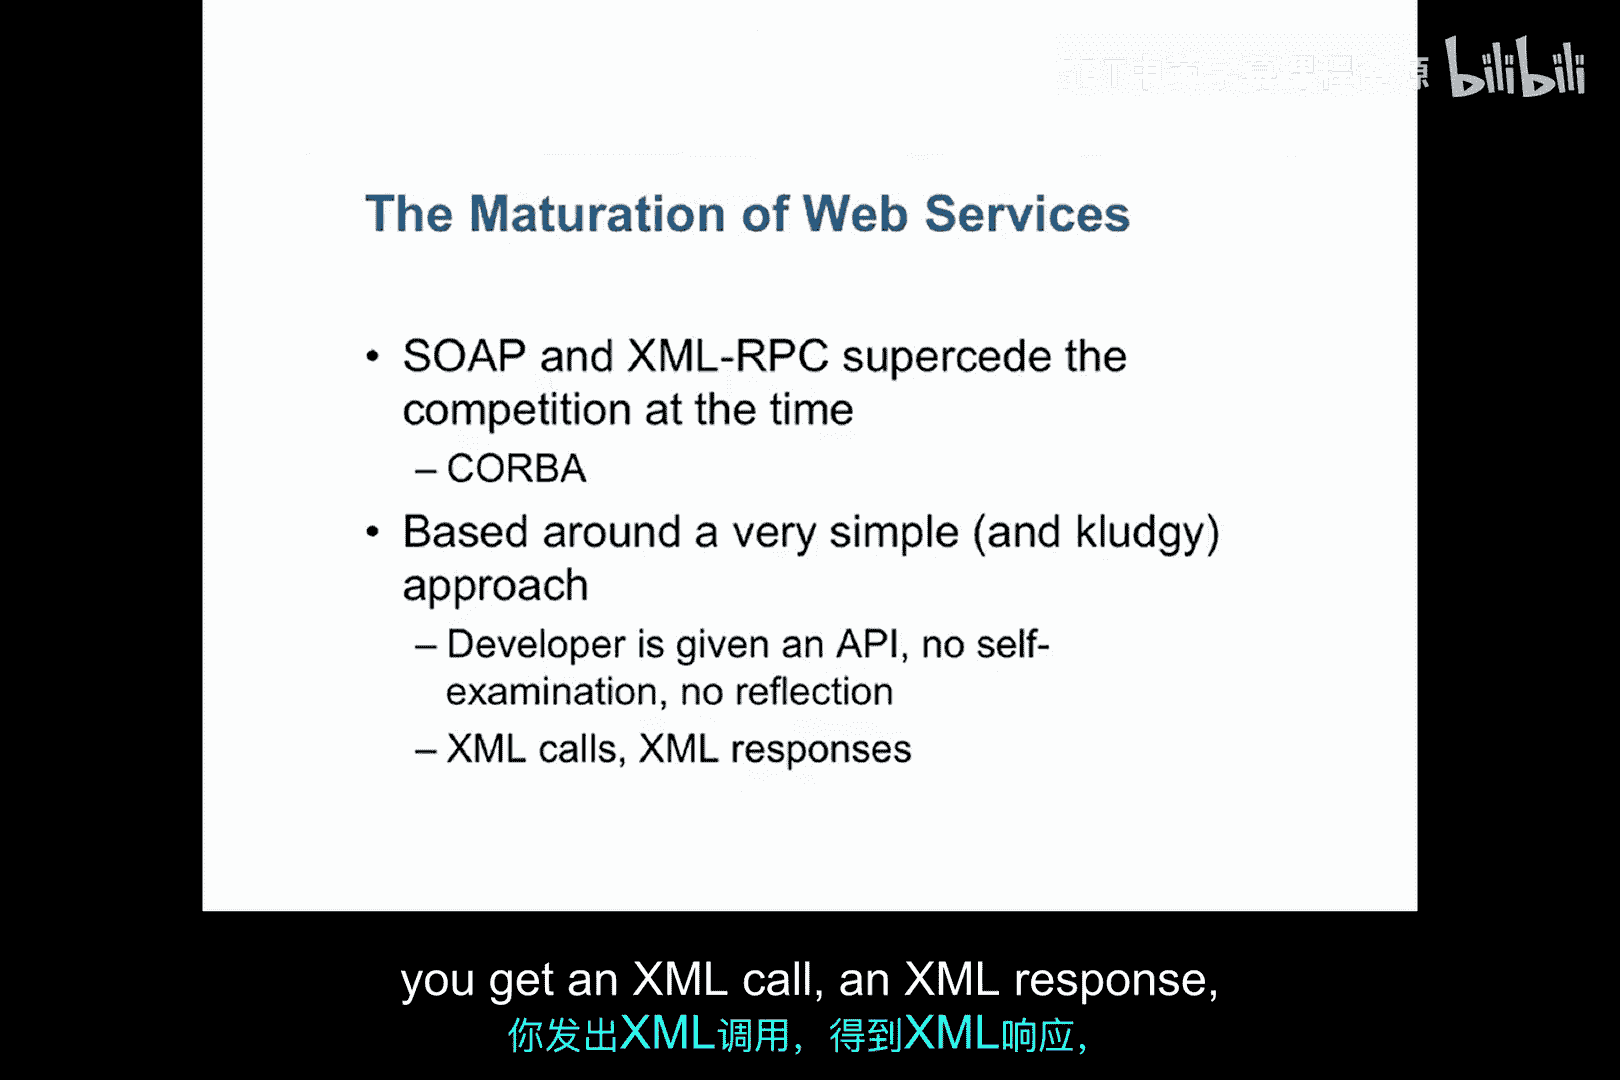 bilibili
The Maturation of Web Services
• SOAP and XML-RPC supercede the
competition at the time
– CORBA
• Based around a very simple (and kludgy)
approach
– Developer is given an API, no self-
examination, no reflection
– XML calls, XML responses
you get an XML call, an XML response,
你发出XML调用，得到XML响应，